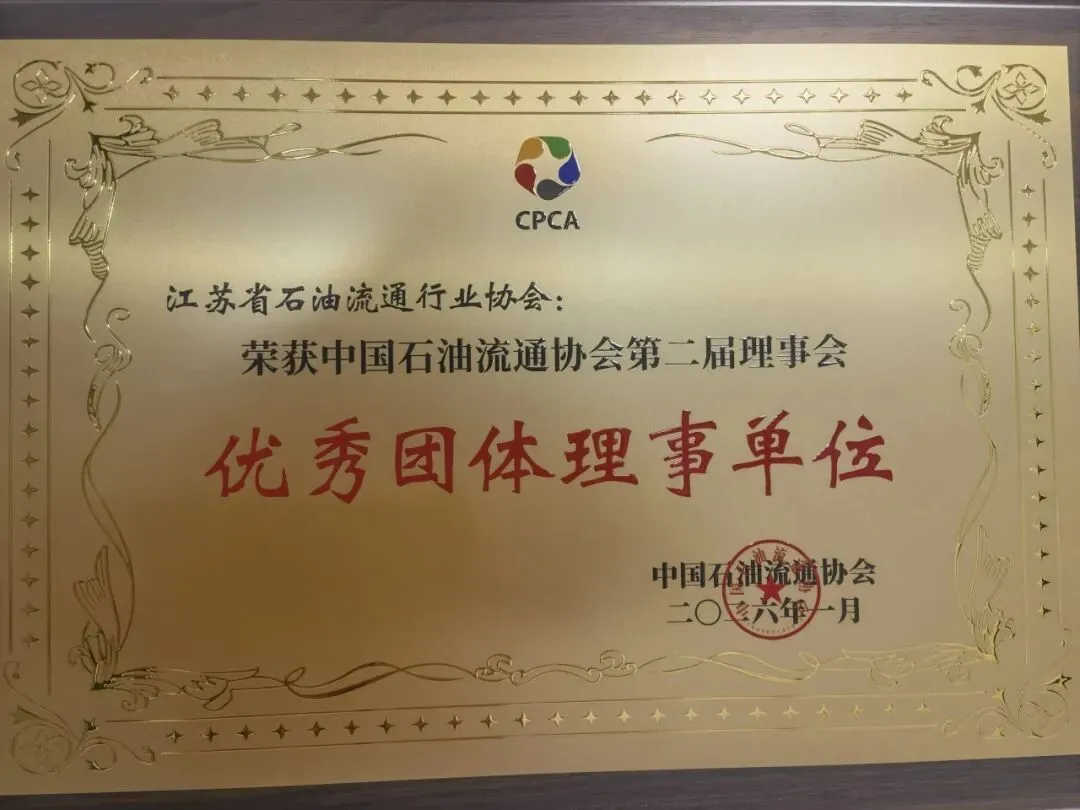 CPCA
江苏省石油流通行业协会：
荣获中国石油流通协会第二届理事会
优秀团体理事单位
中国石油流通协会
二〇二六年一月